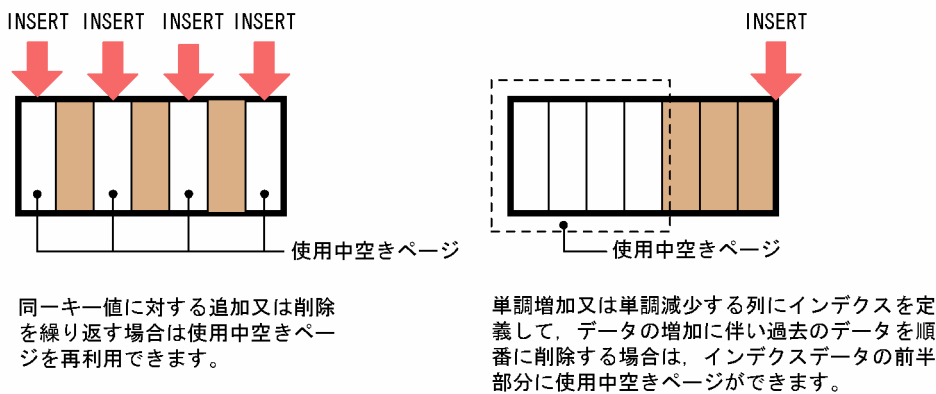 INSERT INSERT INSERT INSERT
使用中空きページ
同一キー値に対する追加又は削除
を繰り返す場合は使用中空きペー
ジを再利用できます。
INSERT
使用中空きページ
単調増加又は単調減少する列にインデクスを定
義して，データの増加に伴い過去のデータを順
番に削除する場合は，インデクスデータの前半
部分に使用中空きページができます。